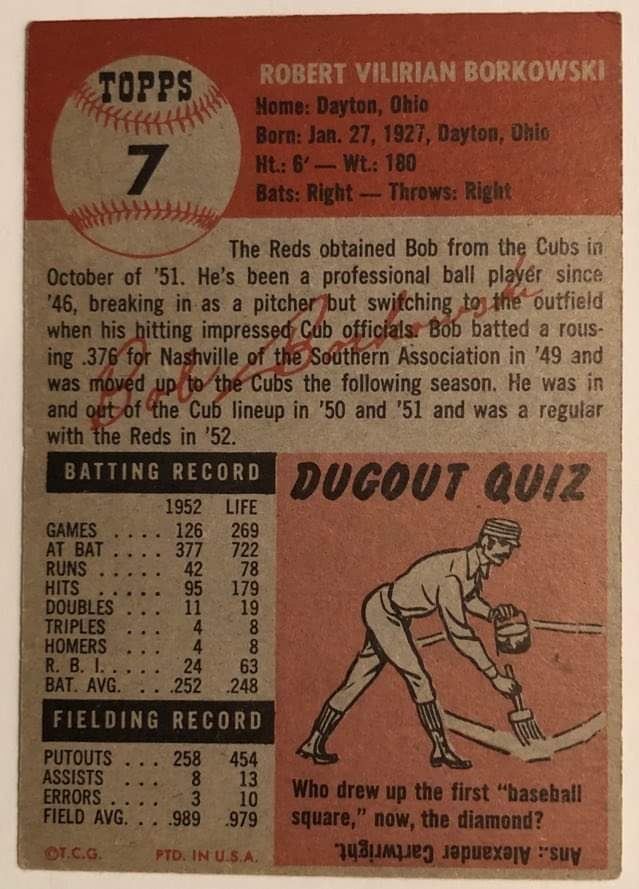 TOPPS
7
ROBERT VILIRIAN BORKOWSKI
Home: Dayton, Ohio
Born: Jan. 27, 1927, Dayton, Ohio
Ht.: 6' — Wt.: 180
Bats: Right — Throws: Right
The Reds obtained Bob from the Cubs in
October of '51. He's been a professional ball player since
'46, breaking in as a pitcher but switching to the outfield
when his hitting impressed Cub officials. Bob batted a rous-
ing .376 for Nashville of the Southern Association in '49 and
was moved up to the Cubs the following season. He was in
and out of the Cub lineup in '50 and '51 and was a regular
with the Reds in '52.
Bob Borkowski
BATTING RECORD
1952 LIFE
GAMES .... 126 269
AT BAT .... 377 722
RUNS ..... 42 78
HITS ..... 95 179
DOUBLES ... 11 19
TRIPLES ... 4 8
HOMERS ... 4 8
R. B. I. .... 24 63
BAT. AVG. ... .252 .248
FIELDING RECORD
PUTOUTS ... 258 454
ASSISTS ... 8 13
ERRORS .... 3 10
FIELD AVG. ... .989 .979
©T.C.G. PTD. IN U.S.A.
DUGOUT QUIZ
Who drew up the first "baseball
square," now, the diamond?
Ans.: Alexander Cartwright.